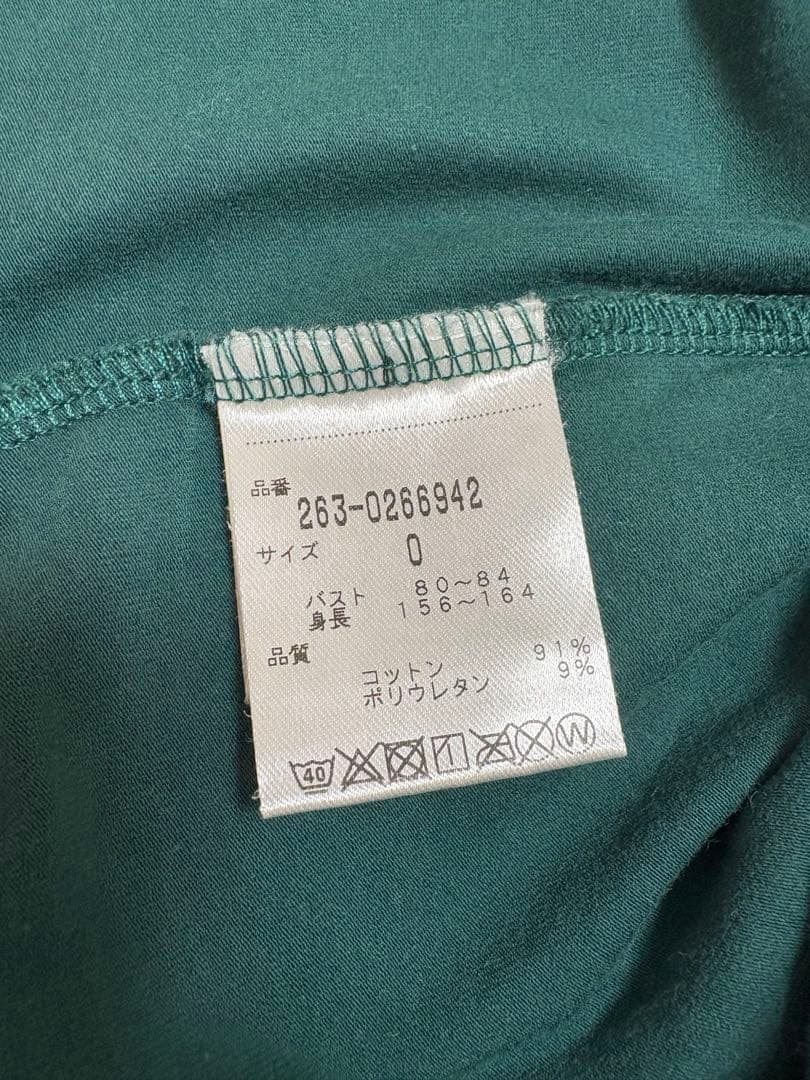 品番 263-0266942
サイズ 0
バスト 80～84
身長 156～164
品質
コットン 91%
ポリウレタン 9%
40 W